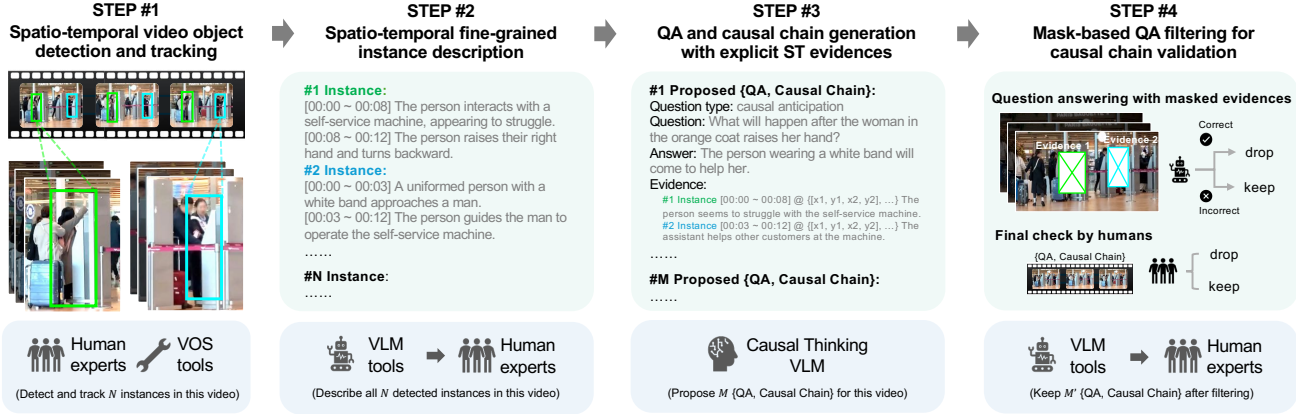 STEP #1
Spatio-temporal video object
detection and tracking
Human
experts
VOS
tools
(Detect and track N instances in this video)
STEP #2
Spatio-temporal fine-grained
instance description
#1 Instance:
[00:00 ~ 00:08] The person interacts with a
self-service machine, appearing to struggle.
[00:08 ~ 00:12] The person raises their right
hand and turns backward.
#2 Instance:
[00:00 ~ 00:03] A uniformed person with a
white band approaches a man.
[00:03 ~ 00:12] The person guides the man to
operate the self-service machine.
......
#N Instance:
......
VLM
tools
Human
experts
(Describe all N detected instances in this video)
STEP #3
QA and causal chain generation
with explicit ST evidences
#1 Proposed {QA, Causal Chain}:
Question type: causal anticipation
Question: What will happen after the woman in
the orange coat raises her hand?
Answer: The person wearing a white band will
come to help her.
Evidence:
#1 Instance [00:00 ~ 00:08] @ {[x1, y1, x2, y2], ...} The
person seems to struggle with the self-service machine.
#2 Instance [00:03 ~ 00:12] @ {[x1, y1, x2, y2], ...} The
assistant helps other customers at the machine.
......
#M Proposed {QA, Causal Chain}:
......
Causal Thinking
VLM
(Propose M {QA, Causal Chain} for this video)
STEP #4
Mask-based QA filtering for
causal chain validation
Question answering with masked evidences
Evidence 1
Evidence 2
Correct
drop
keep
Incorrect
Final check by humans
{QA, Causal Chain}
drop
keep
VLM
tools
Human
experts
(Keep M' {QA, Causal Chain} after filtering)